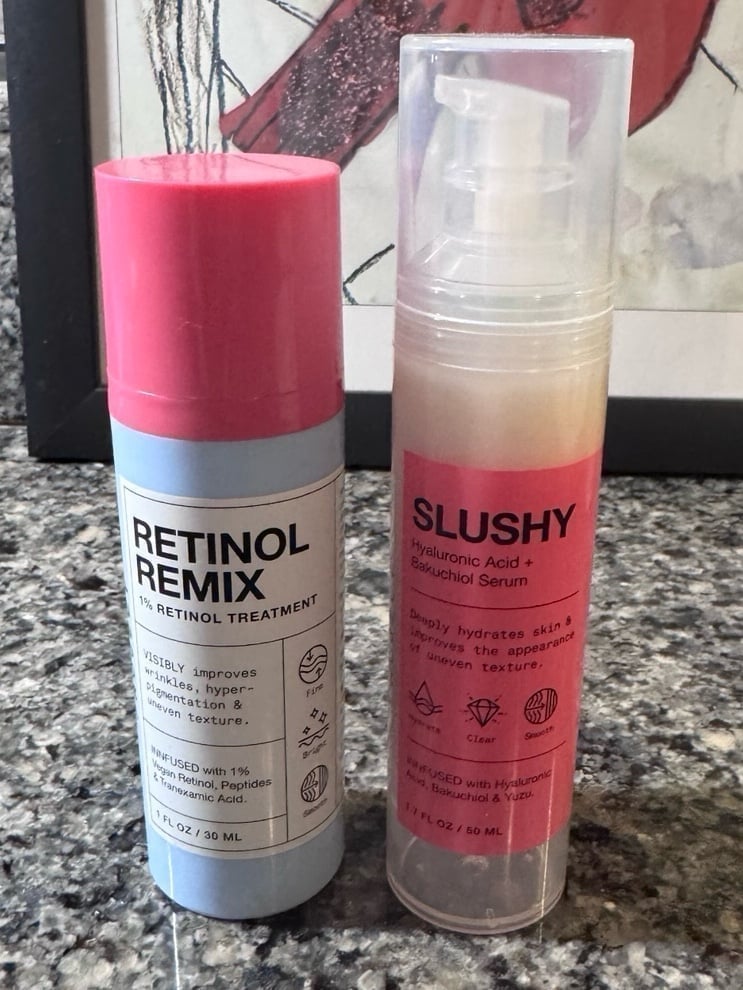 RETINOL
REMIX
1% RETINOL TREATMENT
VISIBLY improves
wrinkles, hyper-
pigmentation &
uneven texture.
INNFUSED with 1%
Vegan Retinol, Peptides
& Tranexamic Acid.
1 FL OZ / 30 ML
Firm
Bright
Smooth
SLUSHY
Hyaluronic Acid +
Bakuchiol Serum
Deeply hydrates skin &
improves the appearance
of uneven texture.
Hydrate
Clear
Smooth
INNFUSED with Hyaluronic
Acid, Bakuchiol & Yuzu.
1.7 FL OZ / 50 ML